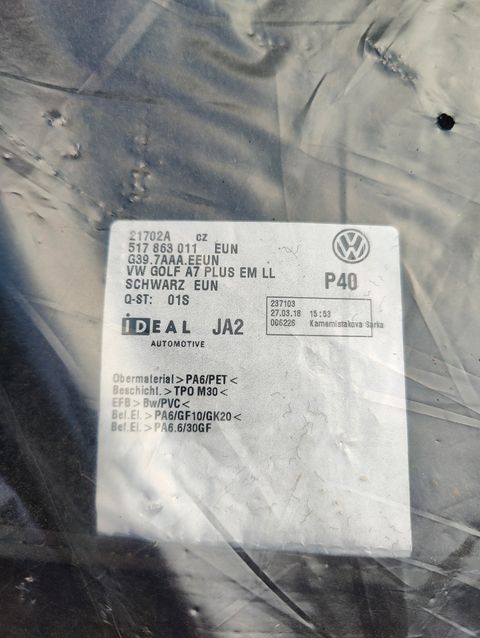 21702A CZ
517 863 011 EUN
G39.7AAA.EEUN
VW GOLF A7 PLUS EM LL
SCHWARZ EUN
P40
Q-ST: 01S
237103
27.03.18 15:53
006226 Kamemistakova Sarka
iDEAL JA2
AUTOMOTIVE
Obermaterial > PA6/PET <
Beschicht. > TPO M30 <
EFB > Bw/PVC <
Bef.El. > PA6/GF10/GK20 <
Bef.El. > PA6.6/30GF